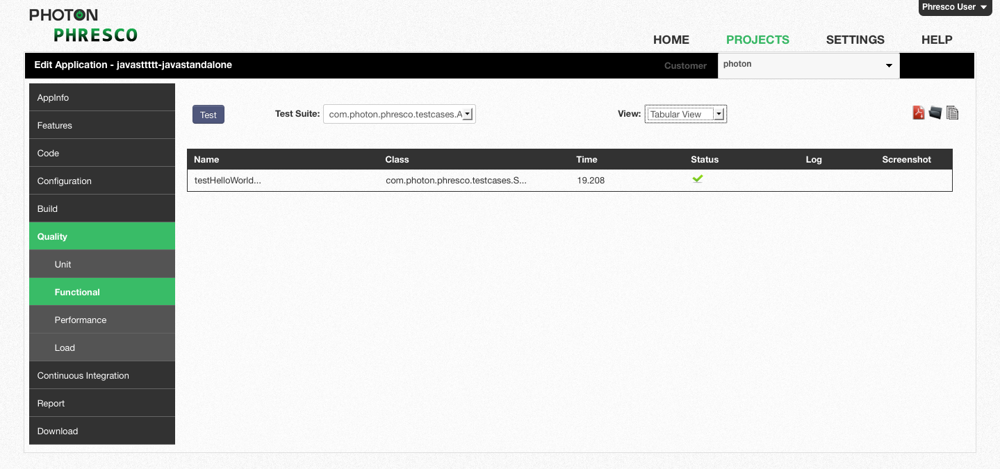 PHOTON
PHRESCO
Phresco User
HOME PROJECTS SETTINGS HELP
Edit Application - javasttttt-javastandalone
Customer photon
AppInfo
Features
Code
Configuration
Build
Quality
Unit
Functional
Performance
Load
Continuous Integration
Report
Download
Test Test Suite: com.photon.phresco.testcases.A View: Tabular View
Name Class Time Status Log Screenshot
testHelloWorld... com.photon.phresco.testcases.S... 19.208